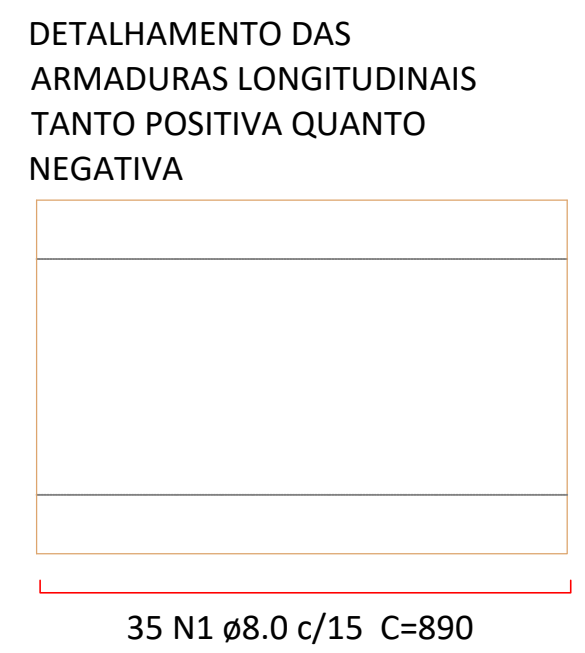 DETALHAMENTO DAS
ARMADURAS LONGITUDINAIS
TANTO POSITIVA QUANTO
NEGATIVA
35 N1 ø8.0 c/15 C=890